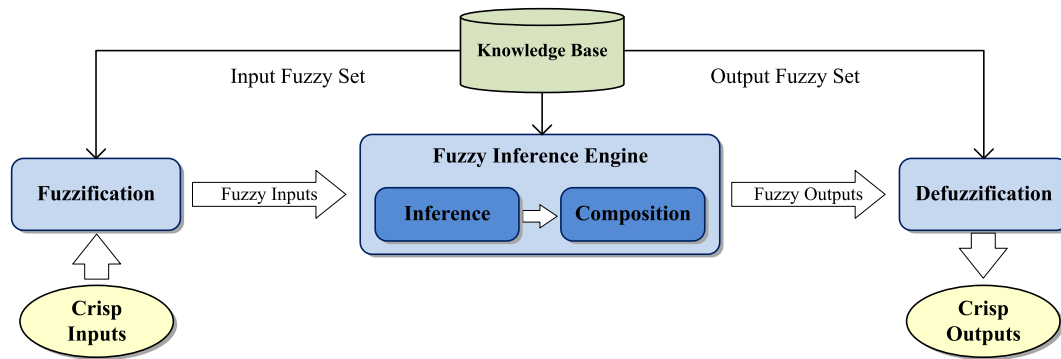 Knowledge Base
Input Fuzzy Set
Output Fuzzy Set
Fuzzy Inference Engine
Fuzzification
Fuzzy Inputs
Inference
Composition
Fuzzy Outputs
Defuzzification
Crisp
Inputs
Crisp
Outputs